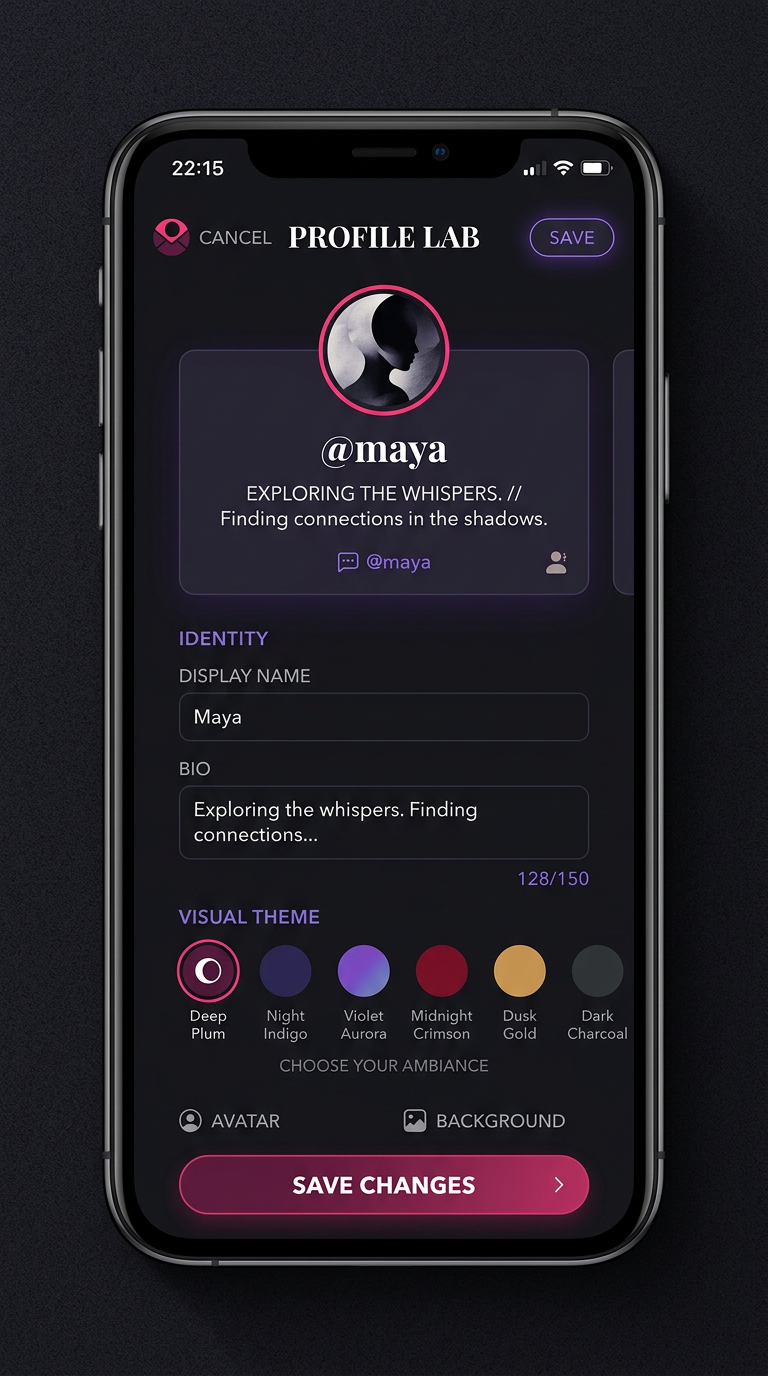 22:15
CANCEL PROFILE LAB SAVE
@maya
EXPLORING THE WHISPERS. //
Finding connections in the shadows.
@maya
IDENTITY
DISPLAY NAME
Maya
BIO
Exploring the whispers. Finding
connections...
128/150
VISUAL THEME
Deep Night Violet Midnight Dusk Dark
Plum Indigo Aurora Crimson Gold Charcoal
CHOOSE YOUR AMBIANCE
AVATAR BACKGROUND
SAVE CHANGES